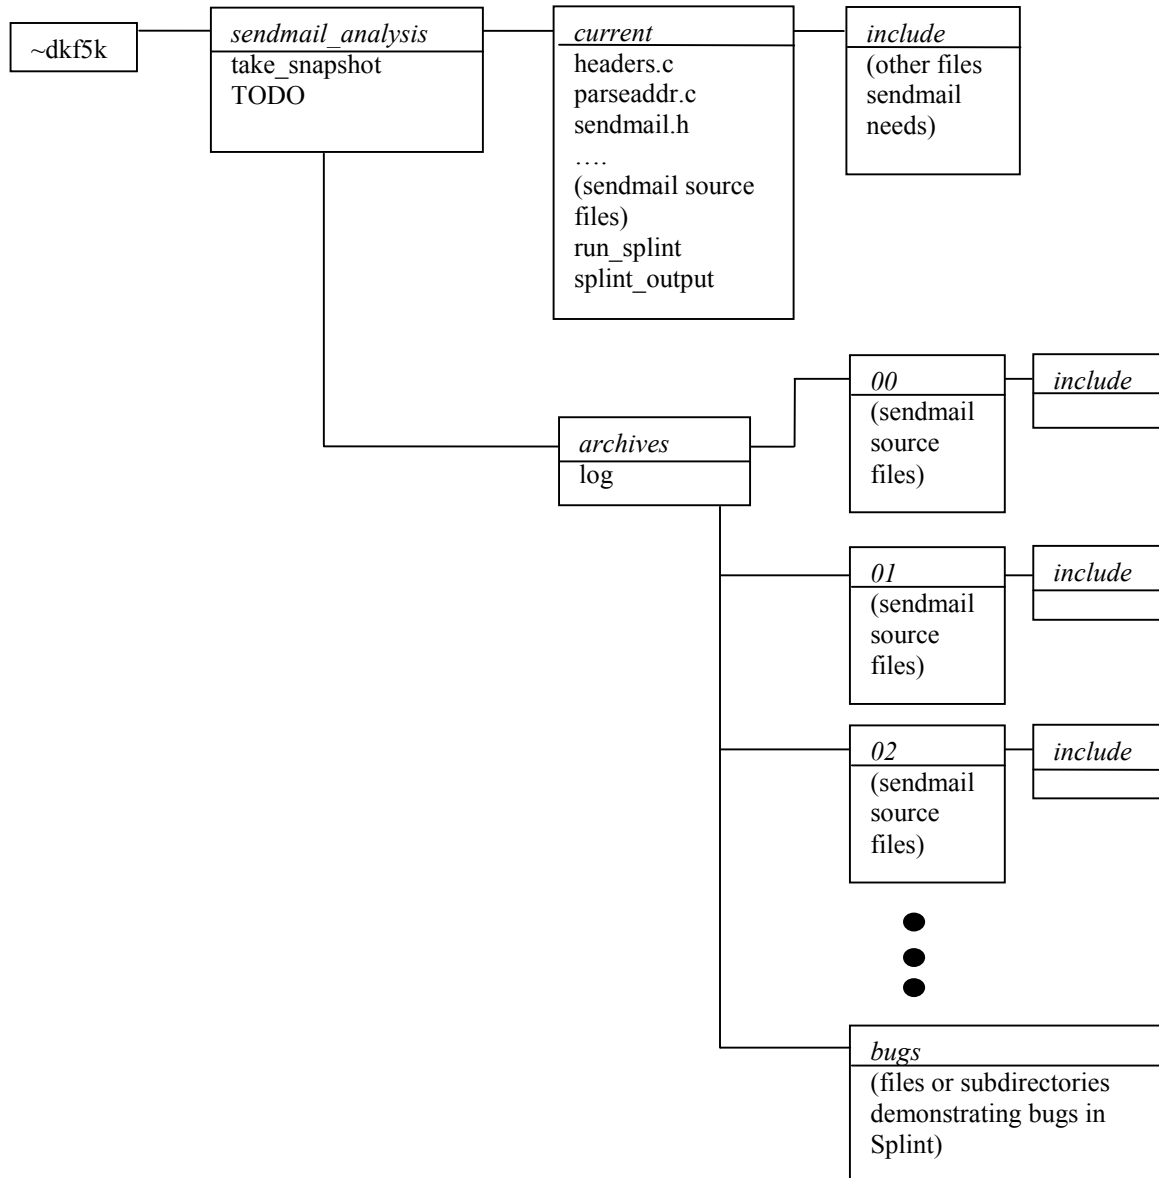 ~dkf5k
sendmail_analysis
take_snapshot
TODO
current
headers.c
parseaddr.c
sendmail.h
….
(sendmail source
files)
run_splint
splint_output
include
(other files
sendmail
needs)
archives
log
00
(sendmail
source
files)
include
01
(sendmail
source
files)
include
02
(sendmail
source
files)
include
bugs
(files or subdirectories
demonstrating bugs in
Splint)